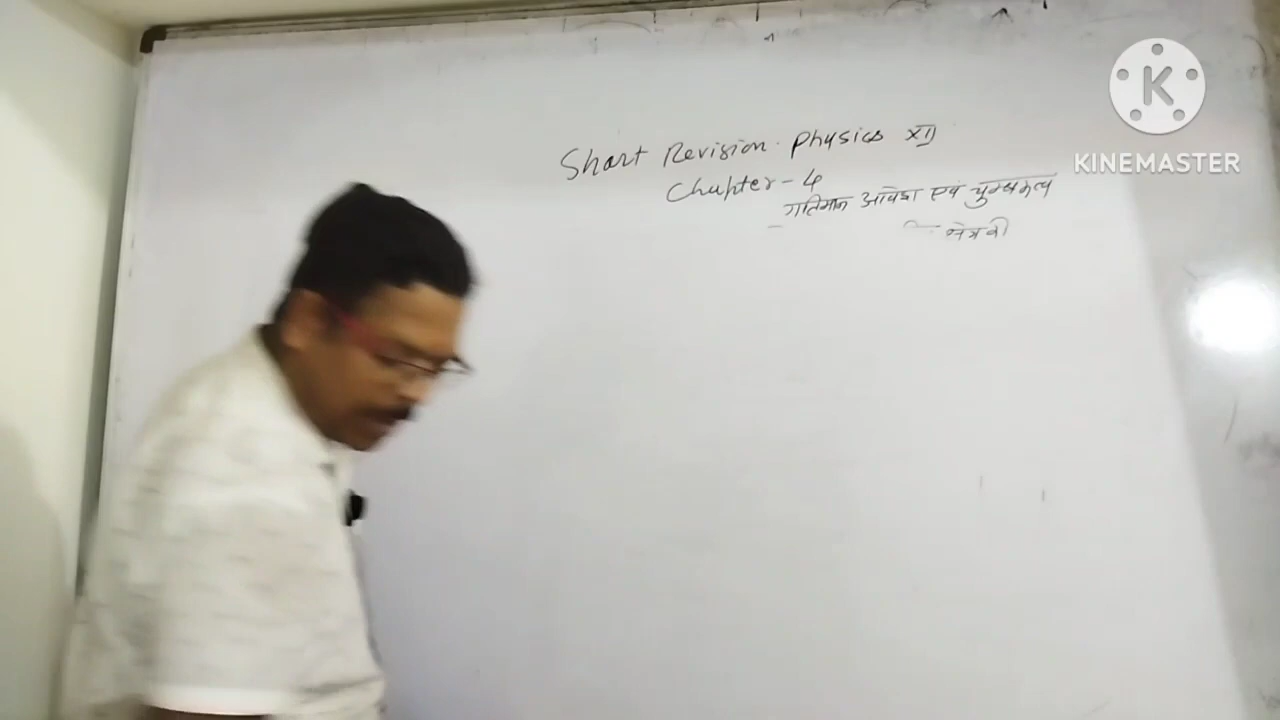 Short Revision. Physics XII
Chapter-4
गतिमान आवेश एवं चुम्बकत्व
KINEMASTER